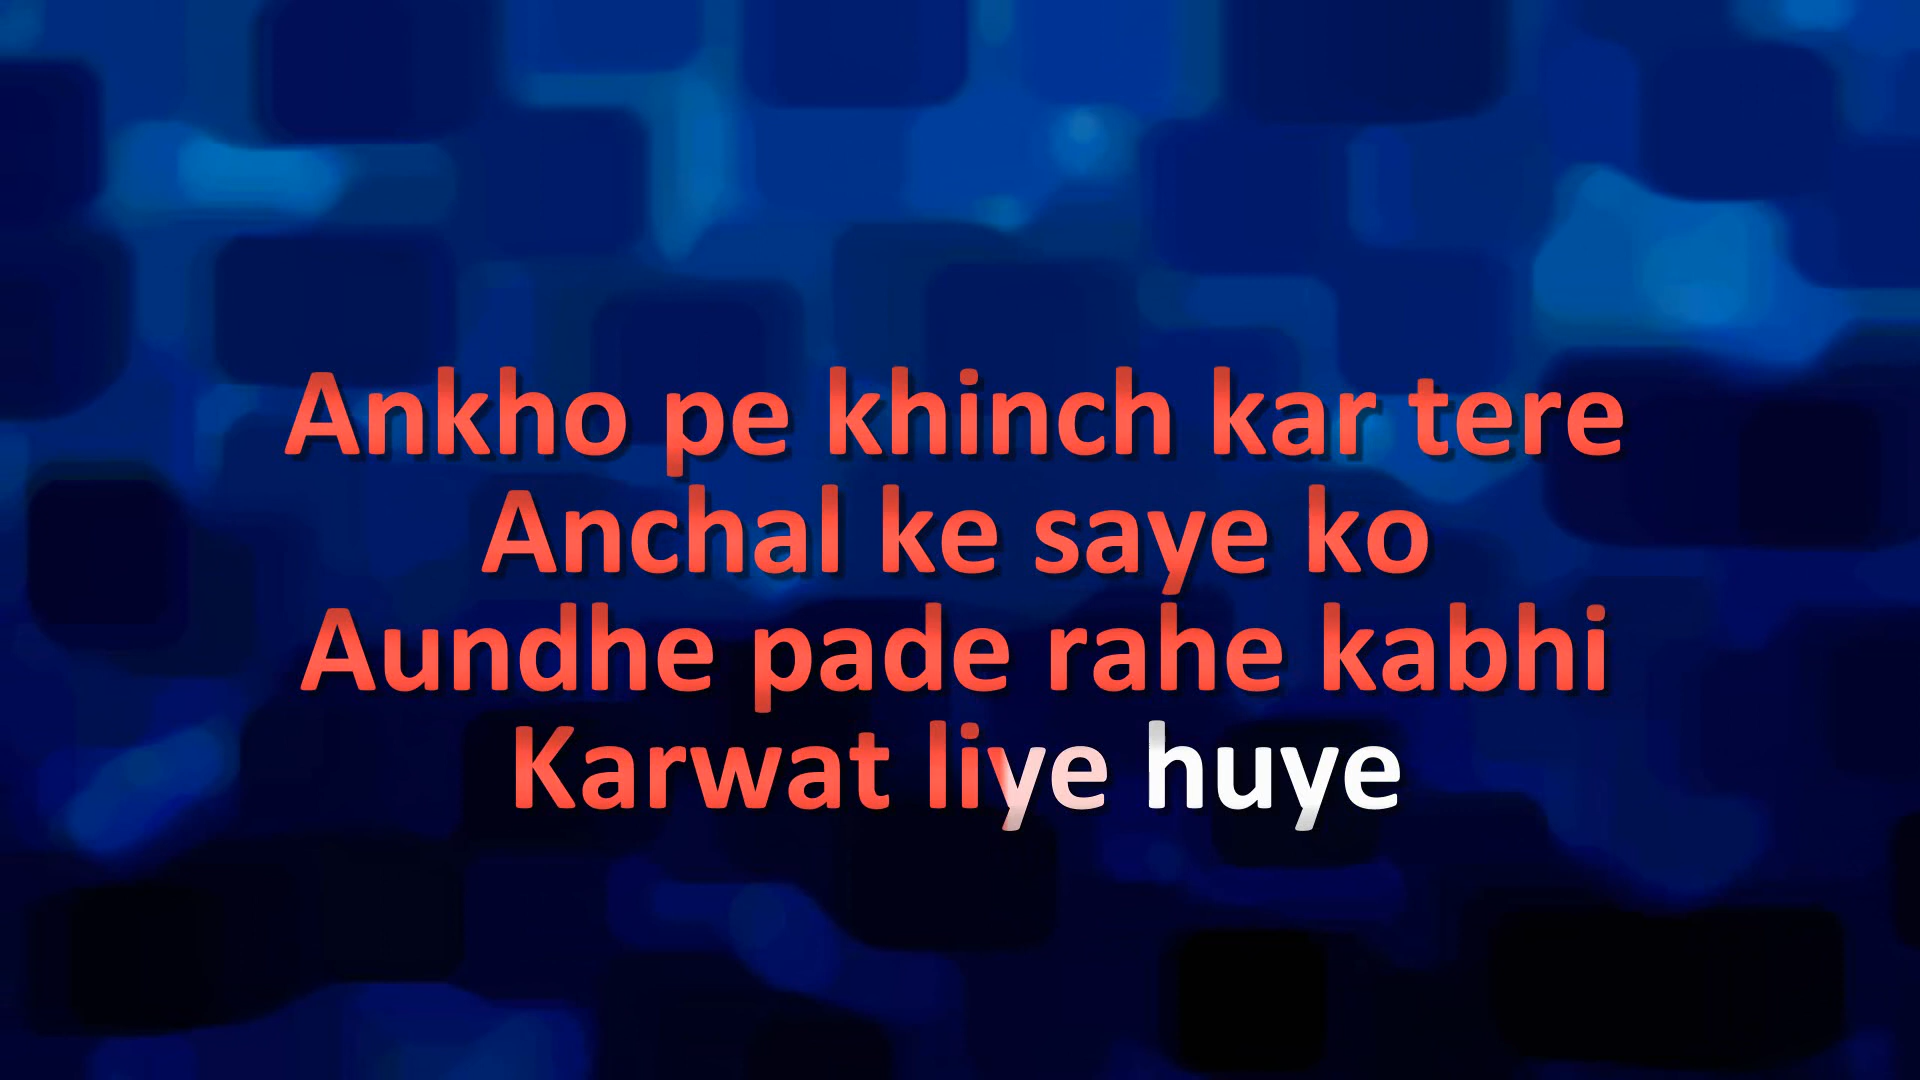 Ankho pe khinch kar tere
Anchal ke saye ko
Aundhe pade rahe kabhi
Karwat liye huye